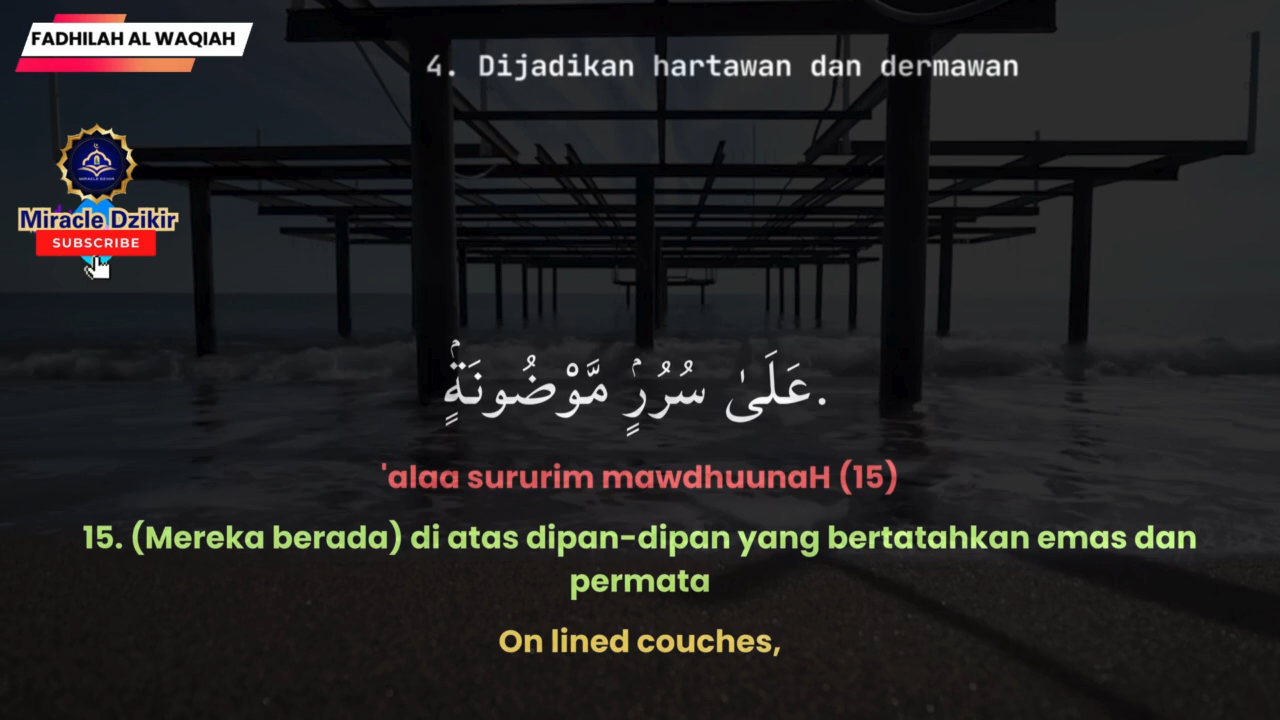 FADHILAH AL WAQIAH
4. Dijadikan hartawan dan dermawan
Miracle Dzikir
SUBSCRIBE
عَلَىٰ سُرُرٍۢ مَّوْضُونَةٍۢ.
'alaa sururim mawdhuunaH (15)
15. (Mereka berada) di atas dipan-dipan yang bertatahkan emas dan
permata
On lined couches,